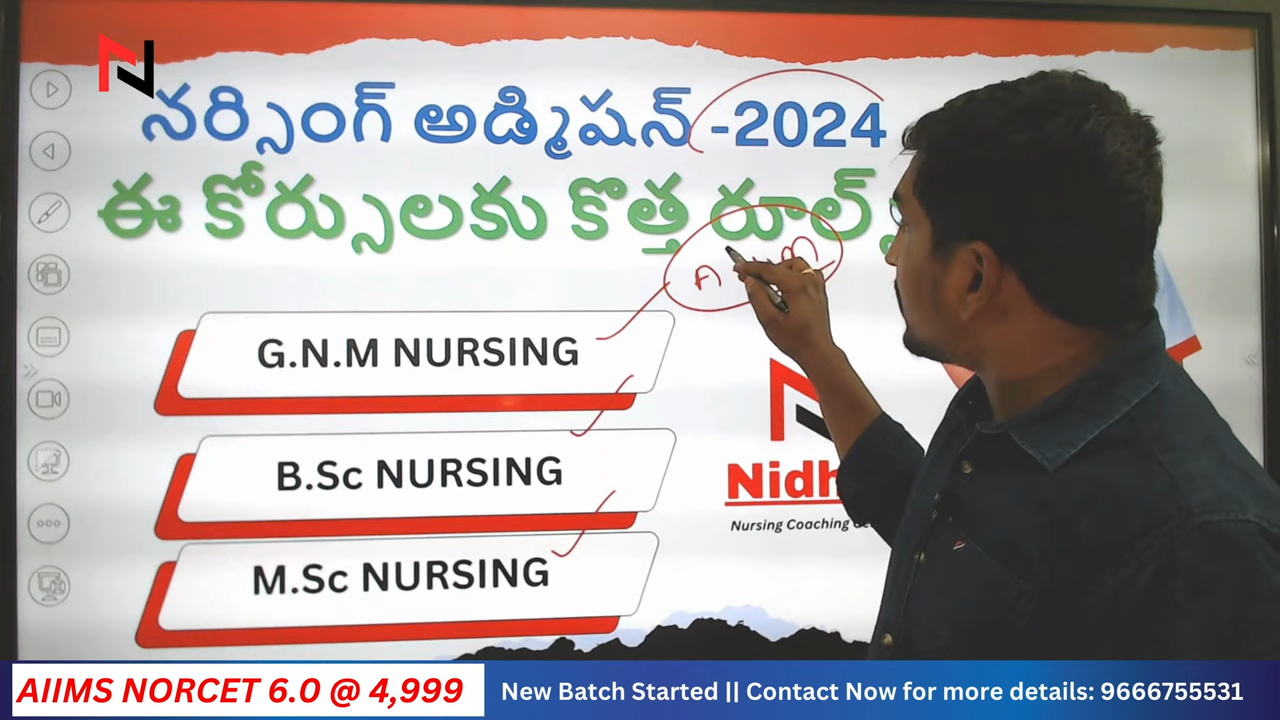 నర్సింగ్ అడ్మిషన్ -2024
ఈ కోర్సులకు కొత్త రూల్స్
A
G.N.M NURSING
B.Sc NURSING
M.Sc NURSING
Nidh
Nursing Coaching
AIIMS NORCET 6.0 @ 4,999
New Batch Started || Contact Now for more details: 9666755531